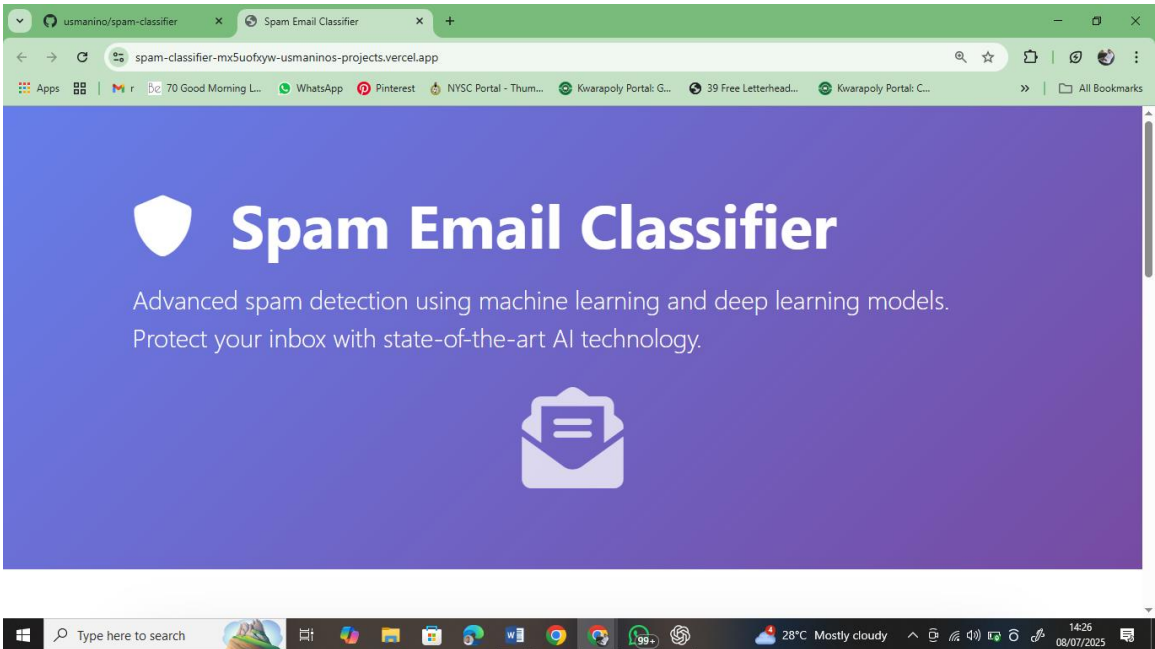 usmanino/spam-classifier
Spam Email Classifier
spam-classifier-mx5uofxyw-usmaninos-projects.vercel.app
Apps
r
70 Good Morning L...
WhatsApp
Pinterest
NYSC Portal - Thum...
Kwarapoly Portal: G...
39 Free Letterhead...
Kwarapoly Portal: C...
All Bookmarks
Spam Email Classifier
Advanced spam detection using machine learning and deep learning models.
Protect your inbox with state-of-the-art AI technology.
Type here to search
99+
28°C Mostly cloudy
14:26
08/07/2025